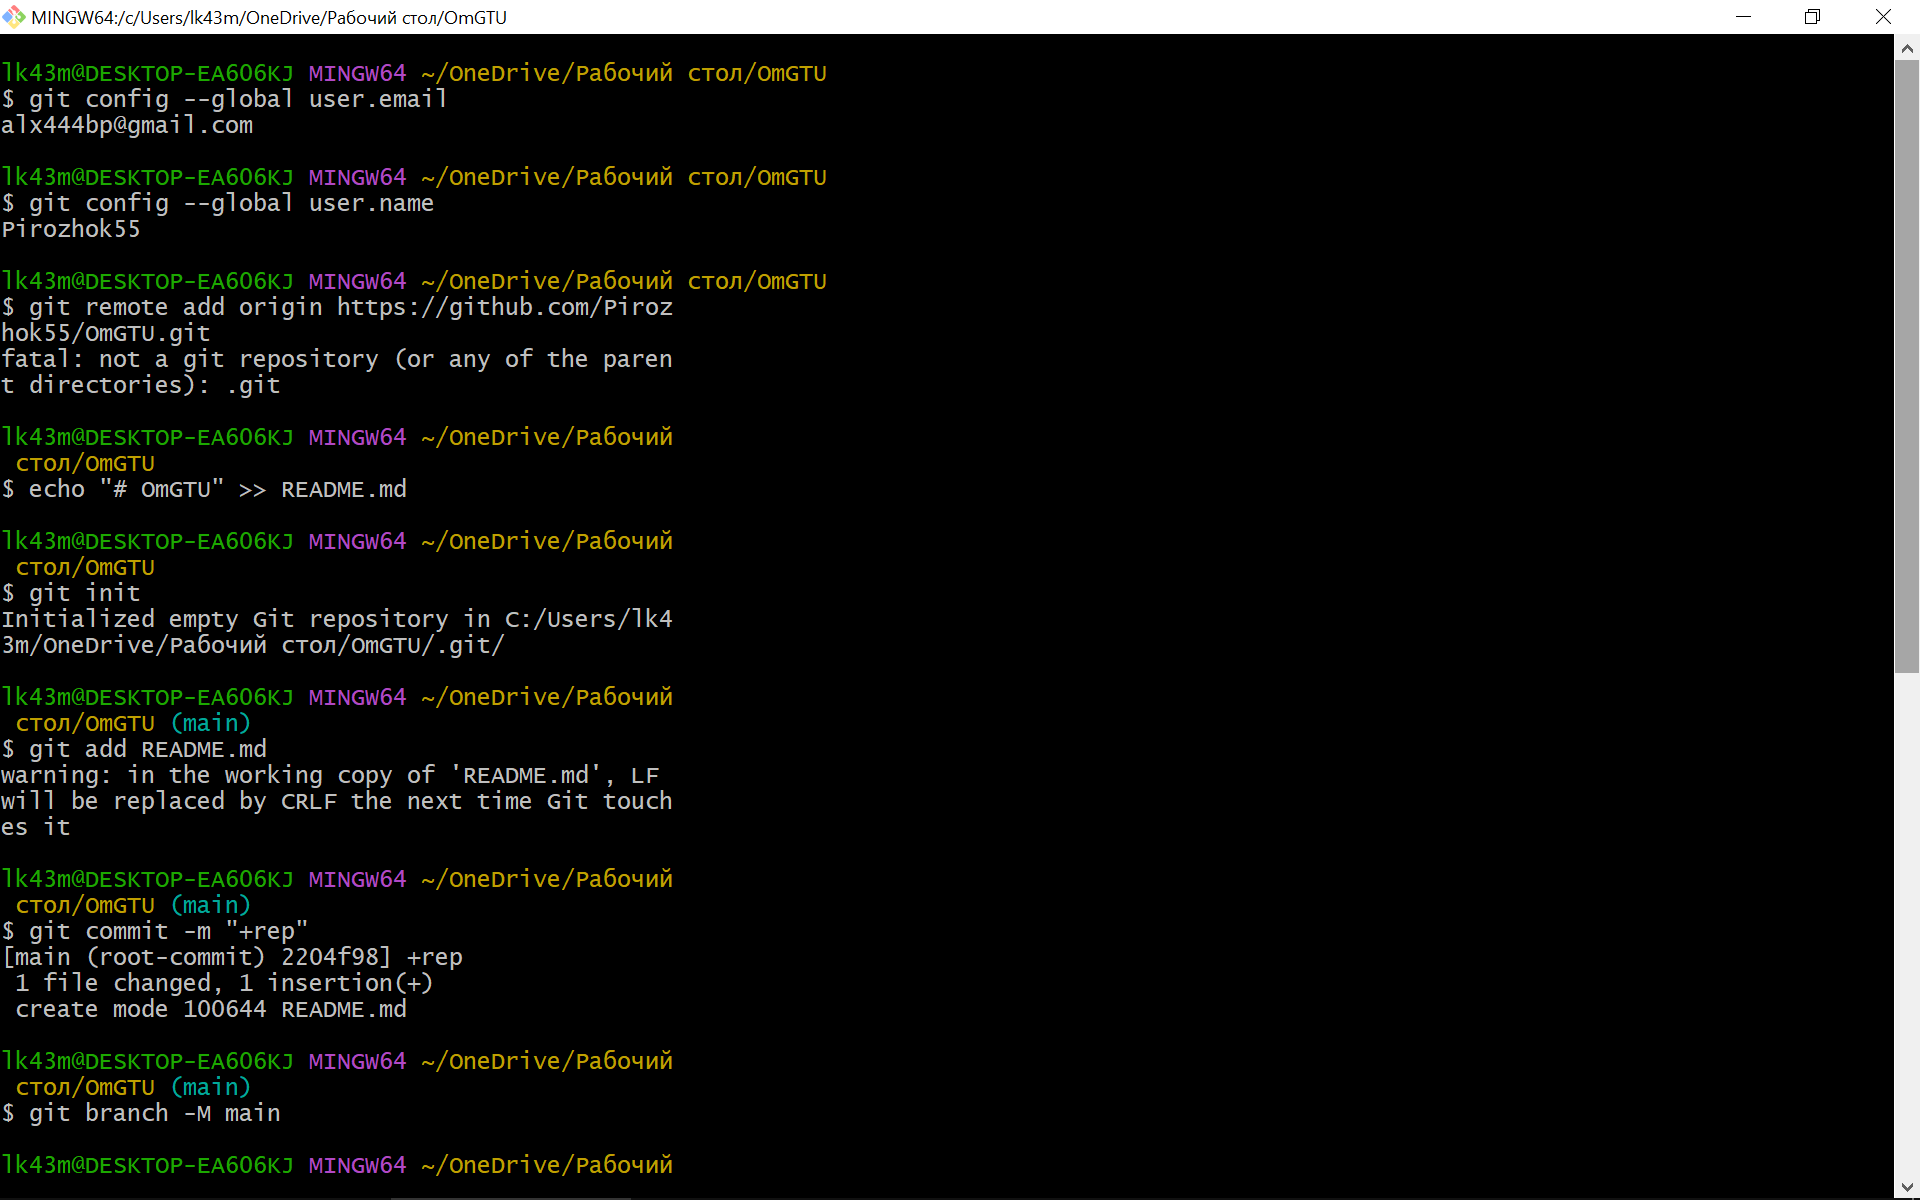 MINGW64:/c/Users/lk43m/OneDrive/Рабочий стол/OmGTU
lk43m@DESKTOP-EA606KJ MINGW64 ~/OneDrive/Рабочий стол/OmGTU
$ git config --global user.email
alx444bp@gmail.com
lk43m@DESKTOP-EA606KJ MINGW64 ~/OneDrive/Рабочий стол/OmGTU
$ git config --global user.name
Pirozhok55
lk43m@DESKTOP-EA606KJ MINGW64 ~/OneDrive/Рабочий стол/OmGTU
$ git remote add origin https://github.com/Piroz
hok55/OmGTU.git
fatal: not a git repository (or any of the paren
t directories): .git
lk43m@DESKTOP-EA606KJ MINGW64 ~/OneDrive/Рабочий
стол/OmGTU
$ echo "# OmGTU" >> README.md
lk43m@DESKTOP-EA606KJ MINGW64 ~/OneDrive/Рабочий
стол/OmGTU
$ git init
Initialized empty Git repository in C:/Users/lk4
3m/OneDrive/Рабочий стол/OmGTU/.git/
lk43m@DESKTOP-EA606KJ MINGW64 ~/OneDrive/Рабочий
стол/OmGTU (main)
$ git add README.md
warning: in the working copy of 'README.md', LF
will be replaced by CRLF the next time Git touch
es it
lk43m@DESKTOP-EA606KJ MINGW64 ~/OneDrive/Рабочий
стол/OmGTU (main)
$ git commit -m "+rep"
[main (root-commit) 2204f98] +rep
1 file changed, 1 insertion(+)
create mode 100644 README.md
lk43m@DESKTOP-EA606KJ MINGW64 ~/OneDrive/Рабочий
стол/OmGTU (main)
$ git branch -M main
lk43m@DESKTOP-EA606KJ MINGW64 ~/OneDrive/Рабочий